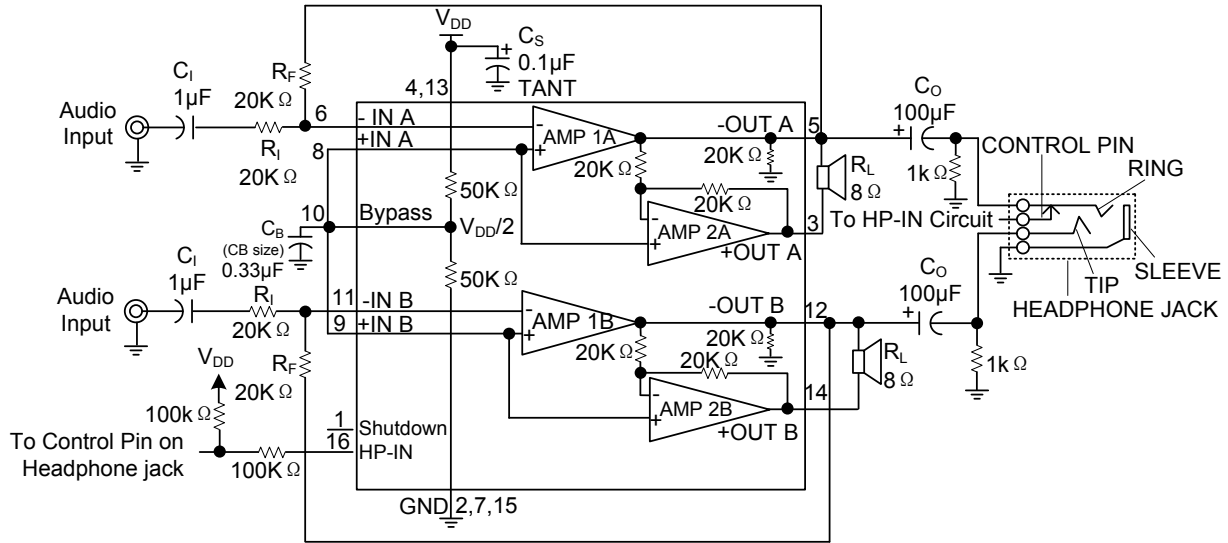 V_DD
C_S
+
0.1µF
TANT
4,13
C_I
1µF
R_F
20K Ω
Audio
Input
R_I
20K Ω
6
- IN A
+IN A
8
-
+
AMP 1A
-OUT A
5
20K Ω
20K Ω
20K Ω
50K Ω
R_L
8 Ω
C_O
100µF
+
1k Ω
CONTROL PIN
RING
To HP-IN Circuit
10
Bypass
V_DD/2
C_B
(CB size)
0.33µF
-
+
AMP 2A
+OUT A
3
TIP
SLEEVE
HEADPHONE JACK
C_I
1µF
50K Ω
Audio
Input
R_I
20K Ω
11
-IN B
9
+IN B
-
+
AMP 1B
-OUT B
12
20K Ω
20K Ω
20K Ω
C_O
100µF
+
1k Ω
R_L
8 Ω
V_DD
R_F
20K Ω
100k Ω
-
+
AMP 2B
+OUT B
14
To Control Pin on
Headphone jack
100K Ω
1
Shutdown
16
HP-IN
GND 2,7,15